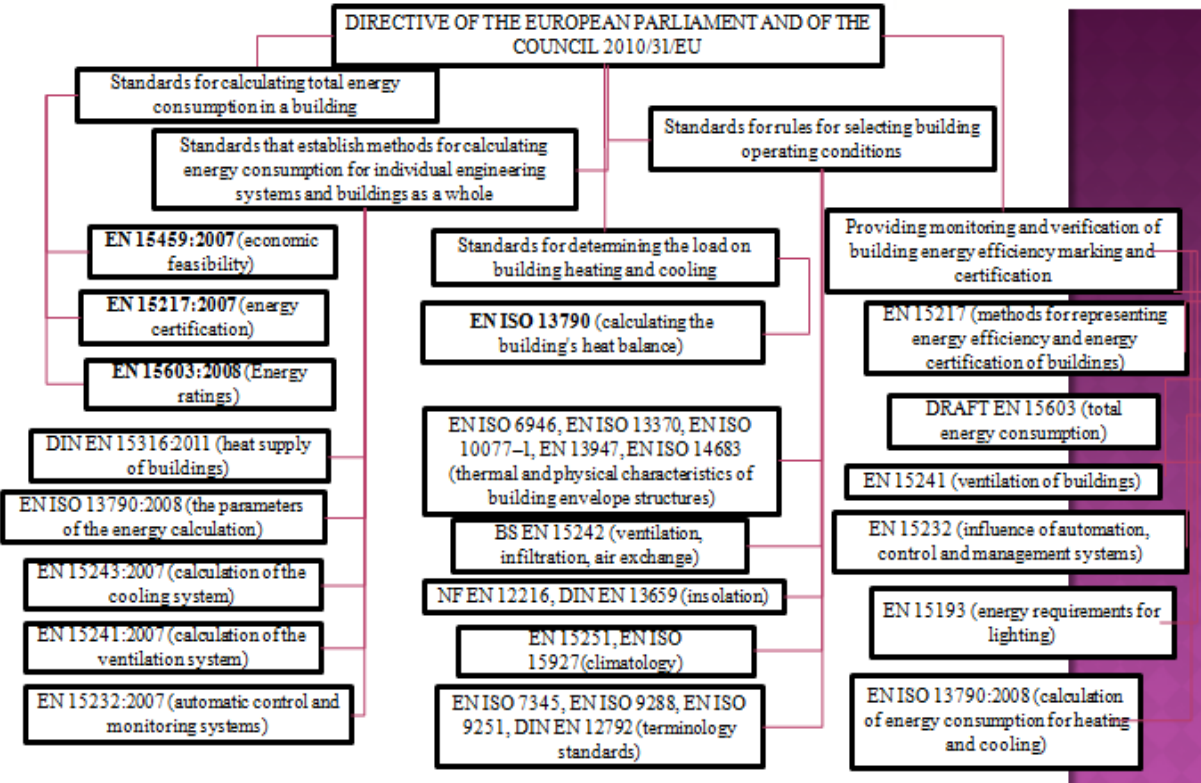 DIRECTIVE OF THE EUROPEAN PARLIAMENT AND OF THE
COUNCIL 2010/31/EU
Standards for calculating total energy
consumption in a building
Standards that establish methods for calculating
energy consumption for individual engineering
systems and buildings as a whole
Standards for rules for selecting building
operating conditions
EN 15459:2007 (economic
feasibility)
EN 15217:2007 (energy
certification)
EN 15603:2008 (Energy
ratings)
Standards for determining the load on
building heating and cooling
EN ISO 13790 (calculating the
building's heat balance)
Providing monitoring and verification of
building energy efficiency marking and
certification
EN 15217 (methods for representing
energy efficiency and energy
certification of buildings)
DIN EN 15316:2011 (heat supply
of buildings)
EN ISO 13790:2008 (the parameters
of the energy calculation)
EN 15243:2007 (calculation of the
cooling system)
EN 15241:2007 (calculation of the
ventilation system)
EN 15232:2007 (automatic control and
monitoring systems)
EN ISO 6946, EN ISO 13370, EN ISO
10077–1, EN 13947, EN ISO 14683
(thermal and physical characteristics of
building envelope structures)
BS EN 15242 (ventilation,
infiltration, air exchange)
NF EN 12216, DIN EN 13659 (insolation)
EN 15251, EN ISO
15927(climatology)
EN ISO 7345, EN ISO 9288, EN ISO
9251, DIN EN 12792 (terminology
standards)
DRAFT EN 15603 (total
energy consumption)
EN 15241 (ventilation of buildings)
EN 15232 (influence of automation,
control and management systems)
EN 15193 (energy requirements for
lighting)
EN ISO 13790:2008 (calculation
of energy consumption for heating
and cooling)